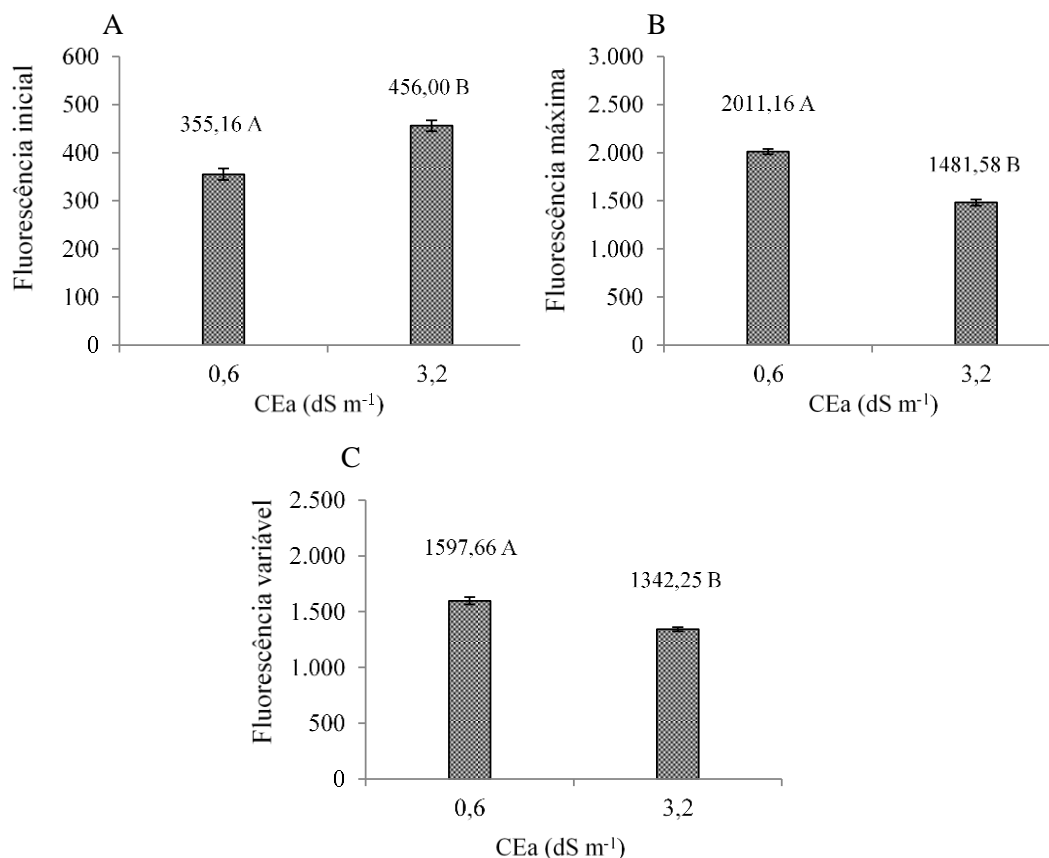 A
Fluorescência inicial
600
500
400
300
200
100
0
355,16 A
456,00 B
0,6
3,2
CEa (dS m-1)
B
Fluorescência máxima
3.000
2.500
2.000
1.500
1.000
500
0
2011,16 A
1481,58 B
0,6
3,2
CEa (dS m-1)
C
Fluorescência variável
2.500
2.000
1.500
1.000
500
0
1597,66 A
1342,25 B
0,6
3,2
CEa (dS m-1)